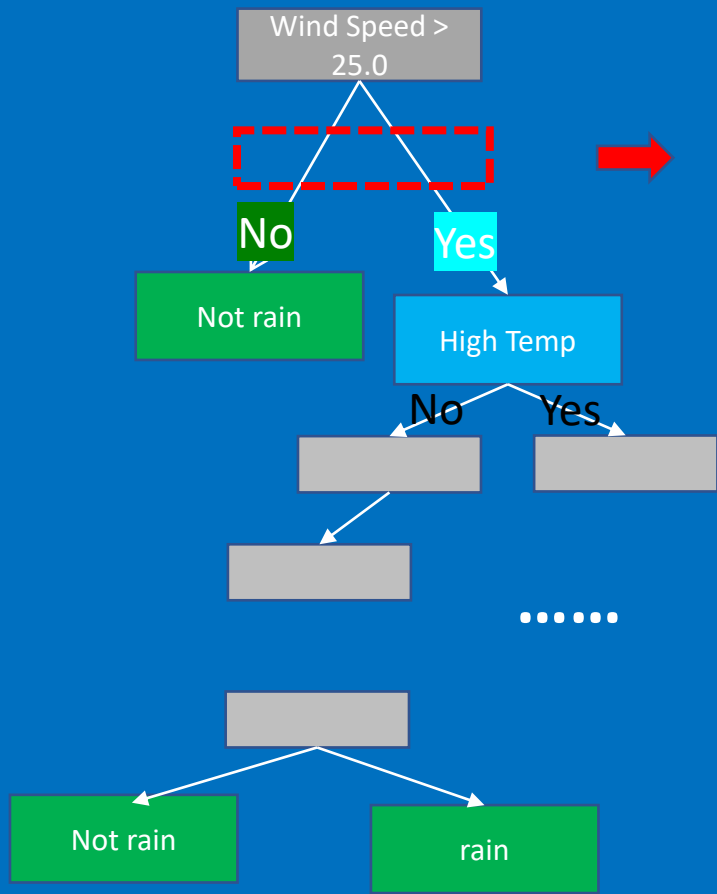 Wind Speed >
25.0
No
Yes
Not rain
High Temp
No
Yes
......
Not rain
rain